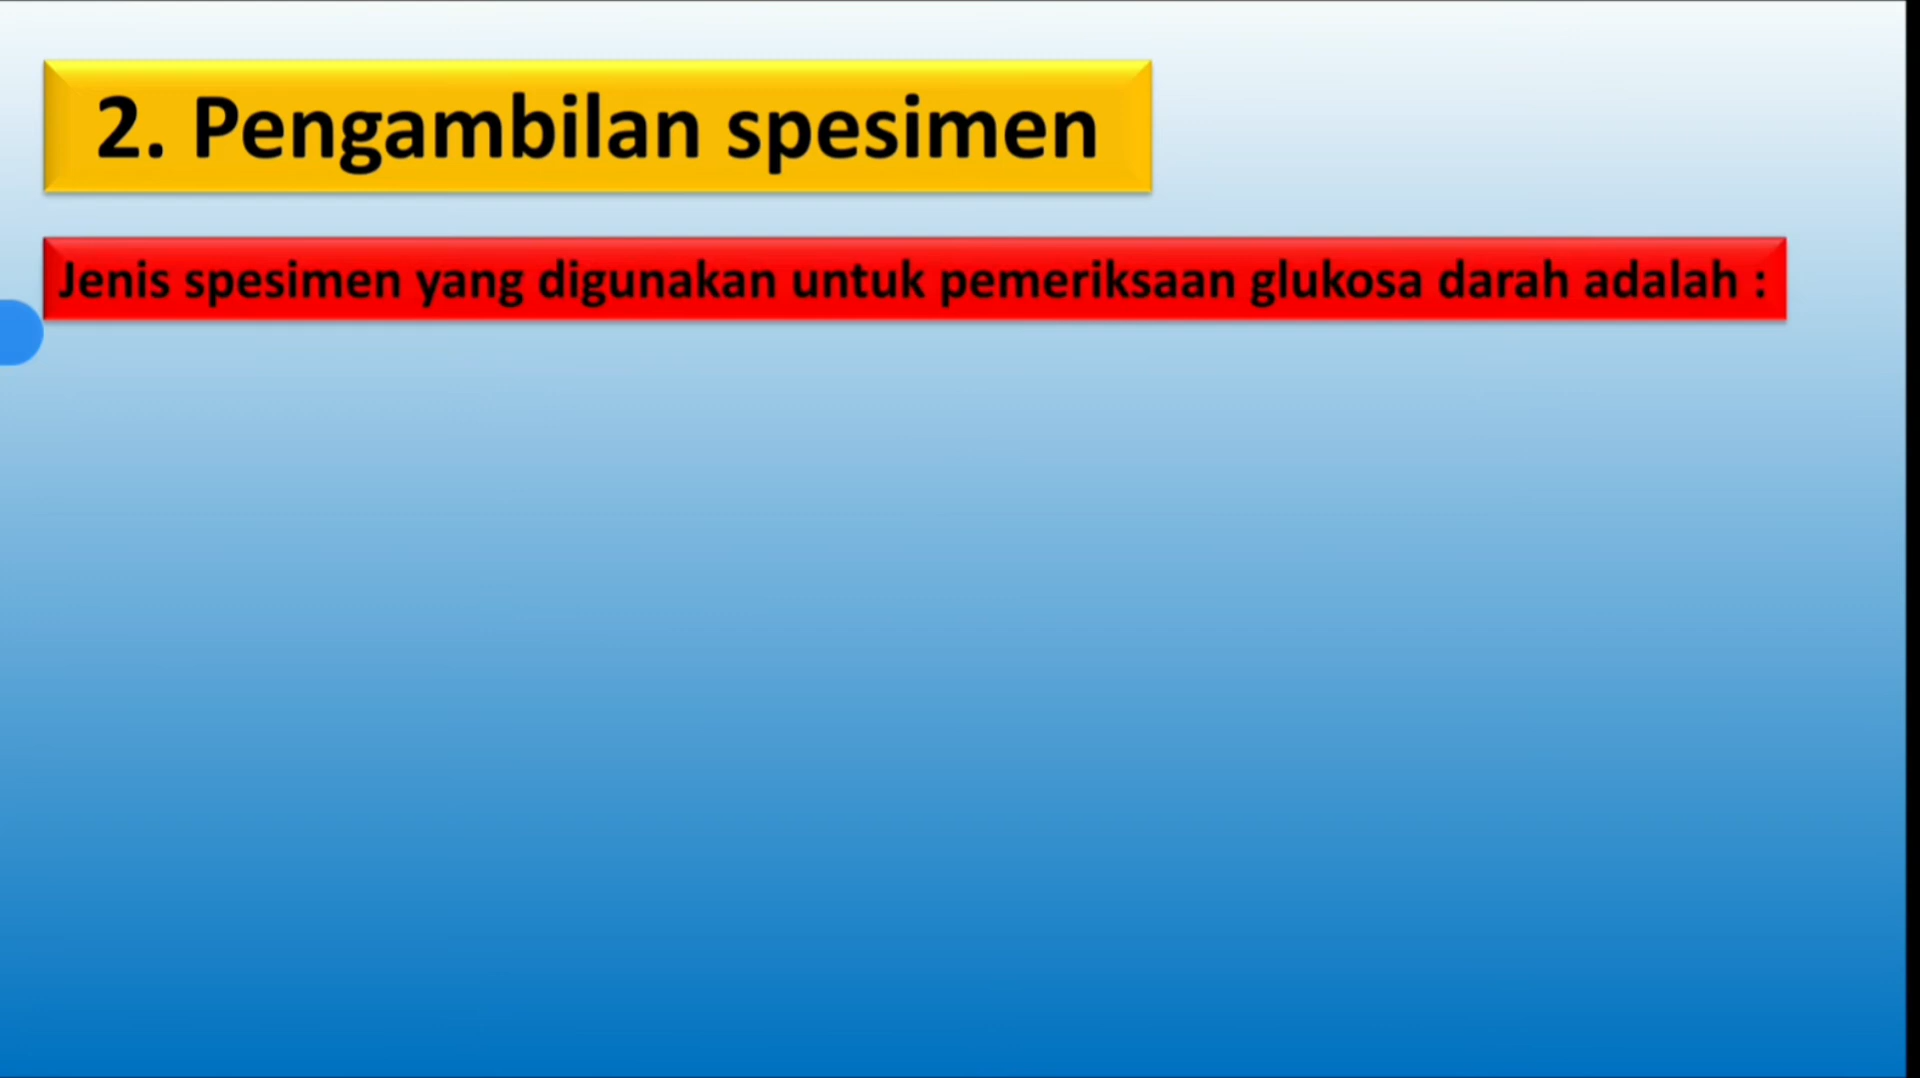 2. Pengambilan spesimen
Jenis spesimen yang digunakan untuk pemeriksaan glukosa darah adalah :